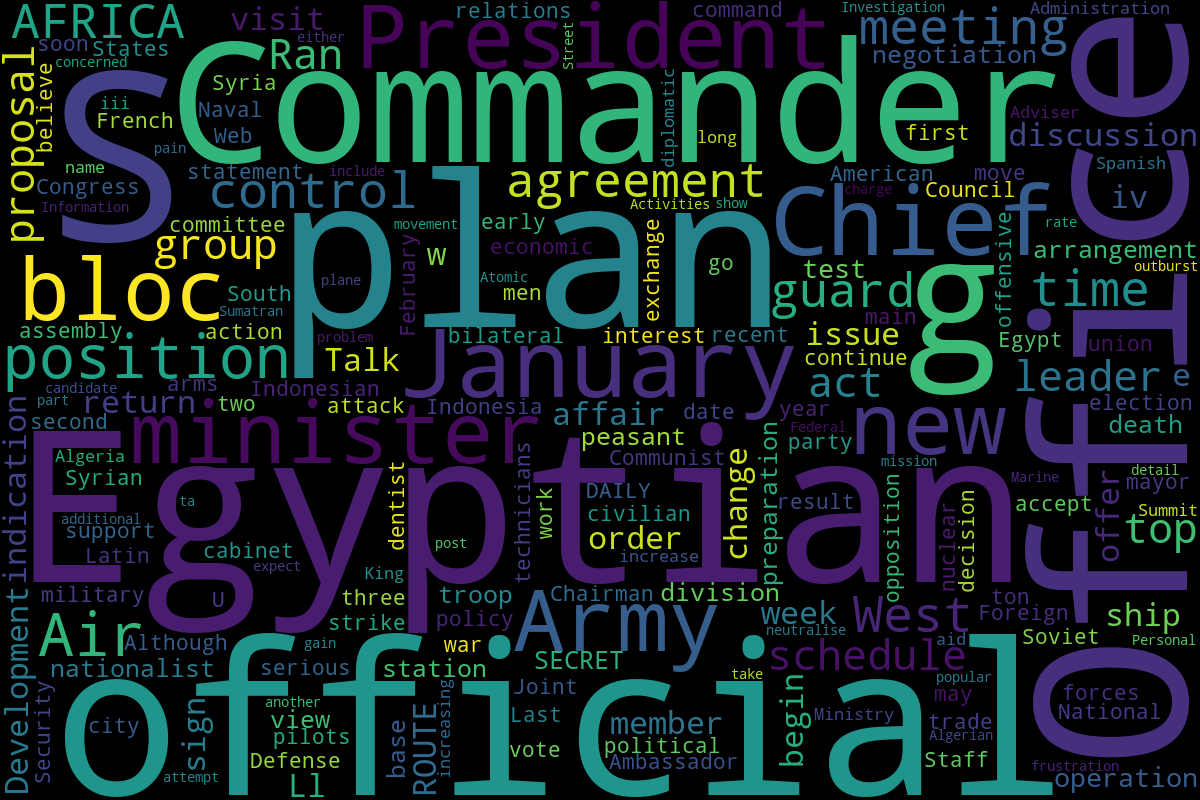 AFRICA
visit
President
relations
command
Investigation
Administration
soon
States
concerned
either
Ran
Street
meeting
negotiation
Office
proposal
believe
S
Commander
Syria
Naval
Web
iii
French
pain
name
Congress
Information
statement
include
diplomatic
long
first
Adviser
discussion
Spanish
iv
American
move
charge
Council
control
agreement
Activities
show
Chief
rate
committee
group
plan
movement
early
W
economic
February
Atomic
men
exchange
go
test
guard
g
offensive
arrangement
outburst
time
bloc
South
Sumatran
plane
assembly
action
problem
bilateral
interest
recent
main
issue
continue
Egypt
union
position
Talk
January
act
leader
e
candidate
part
arms
Indonesian
return
two
attack
Indonesia
affair
date
year
new
election
second
minister
peasant
Federal
party
death
Communist
mission
Algeria
Syrian
Egyptian
indication
Development
additional
support
ta
dentist
technicians
work
DAILY
civilian
change
preparation
result
opposition
nuclear
decision
Marine
accept
offer
detail
mayor
Summit
top
order
increase
post
Latin
cabinet
expect
King
military
U
three
troop
Chairman
division
strike
policy
Army
week
neutralise
West
ton
Foreign
aid
ship
Soviet
Personal
Air
Although
gain
war
nationalist
serious
station
SECRET
take
schedule
popular
may
Security
city
sign
official
another
view
pilots
Defense
Ll
attempt
base
ROUTE
increasing
Joint
Last
vote
member
political
Ambassador
begin
Ministry
trade
Algerian
Staff
forces
National
frustration
operation